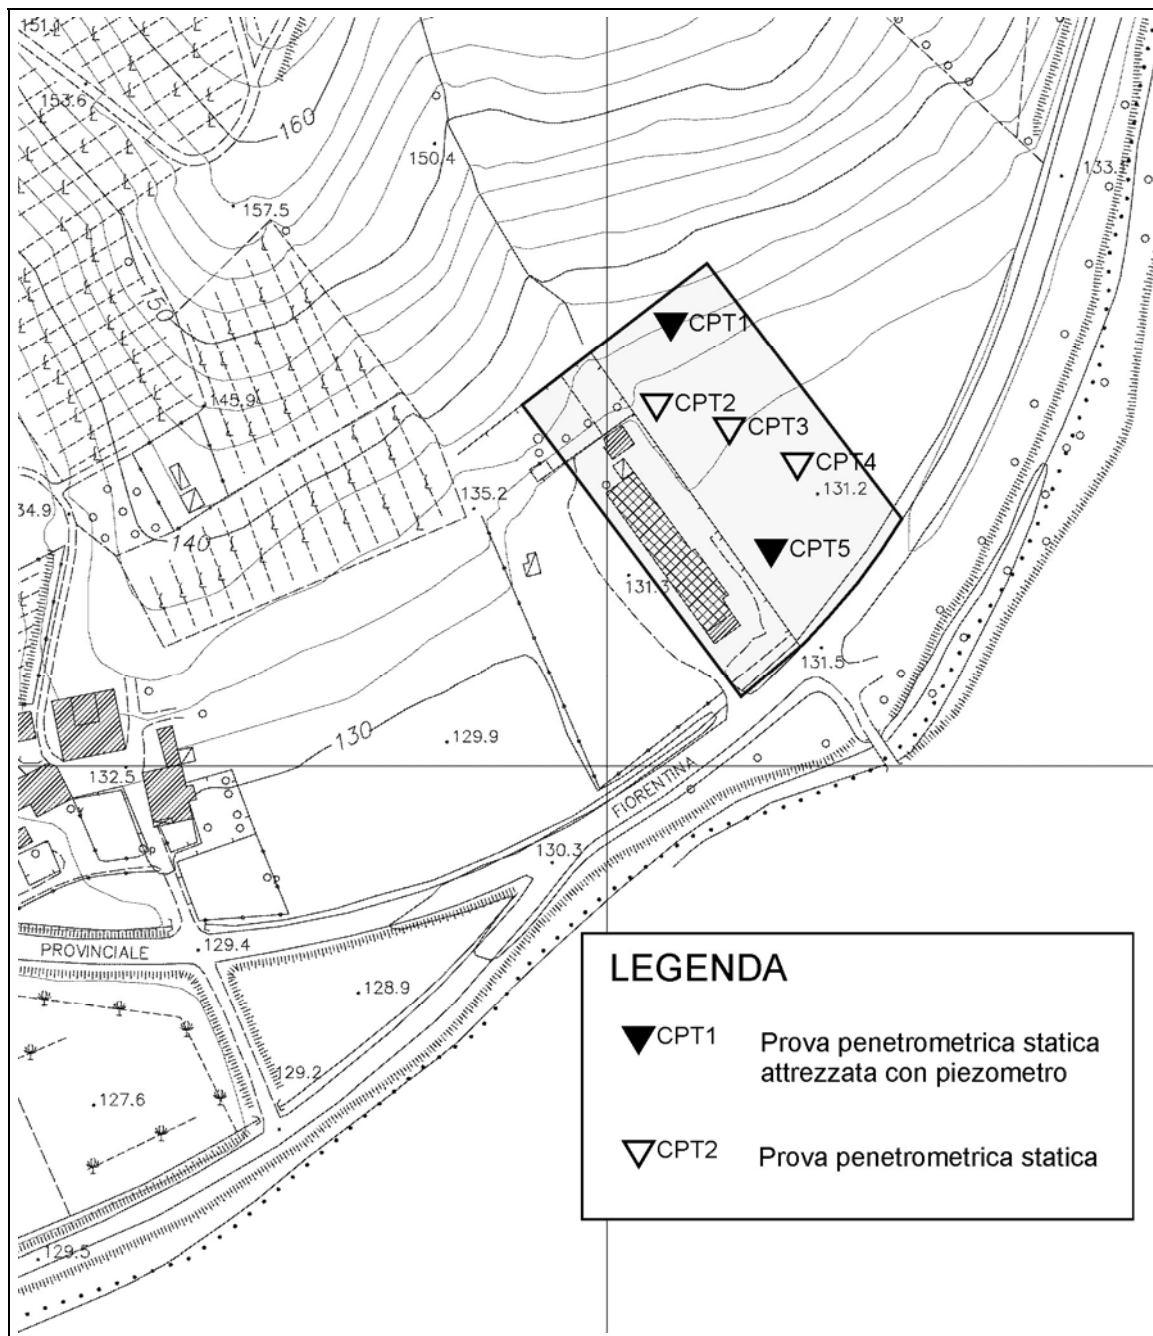 151.1
153.6
160
150.4
133.
157.5
150
CPT1
145.9
CPT2
CPT3
CPT4
131.2
135.2
34.9
140
CPT5
131.3
131.5
130
129.9
132.5
FIORENTINA
130.3
129.4
PROVINCIALE
128.9
129.2
127.6
129.5
LEGENDA
CPT1
Prova penetrometrica statica
attrezzata con piezometro
CPT2
Prova penetrometrica statica